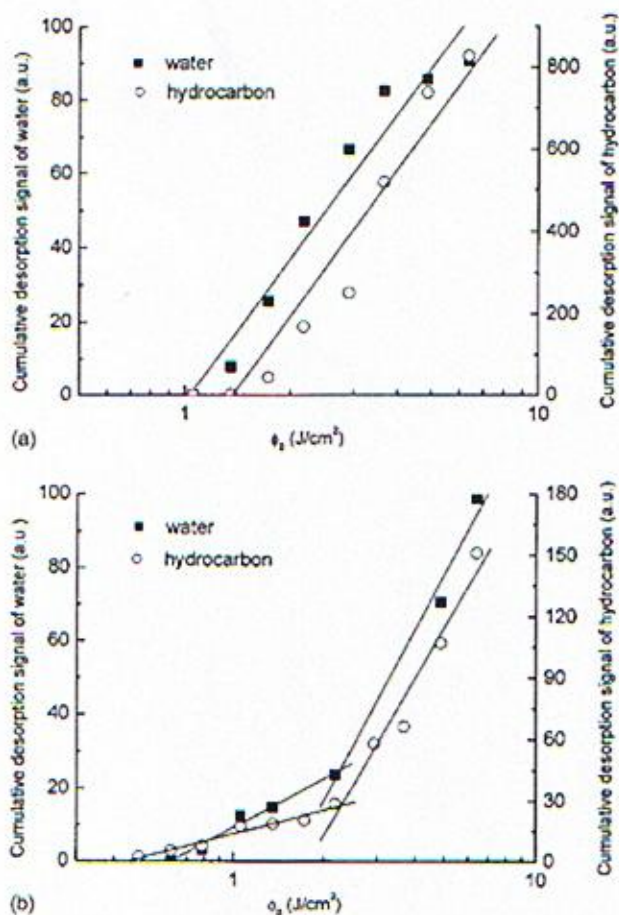 100
80
60
40
20
0
Cumulative desorption signal of water (a.u.)
water
hydrocarbon
800
600
400
200
0
Cumulative desorption signal of hydrocarbon (a.u.)
1
10
ϕa (J/cm²)
(a)
100
80
60
40
20
0
Cumulative desorption signal of water (a.u.)
water
hydrocarbon
180
150
120
90
60
30
0
Cumulative desorption signal of hydrocarbon (a.u.)
1
10
ϕa (J/cm²)
(b)